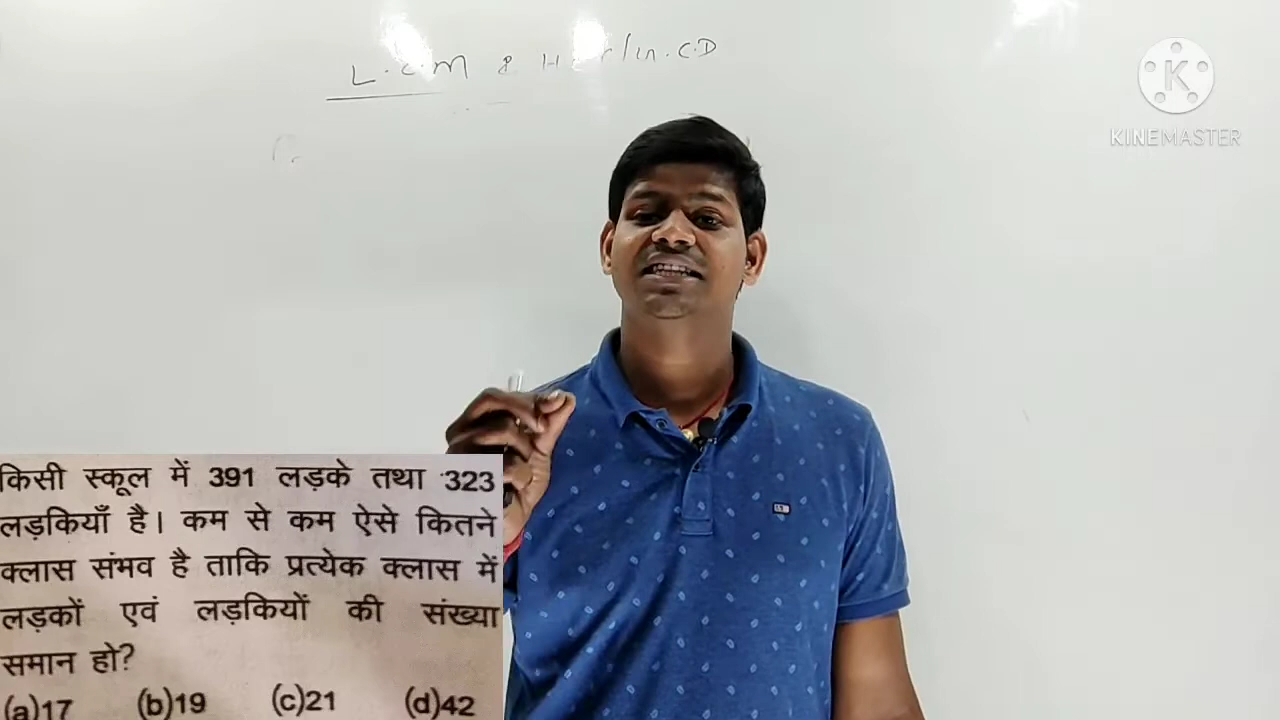 L.C.M & H.C.F/G.C.D
KINEMASTER
किसी स्कूल में 391 लड़के तथा 323
लड़कियाँ है। कम से कम ऐसे कितने
क्लास संभव है ताकि प्रत्येक क्लास में
लड़कों एवं लड़कियों की संख्या
समान हो?
(a)17 (b)19 (c)21 (d)42